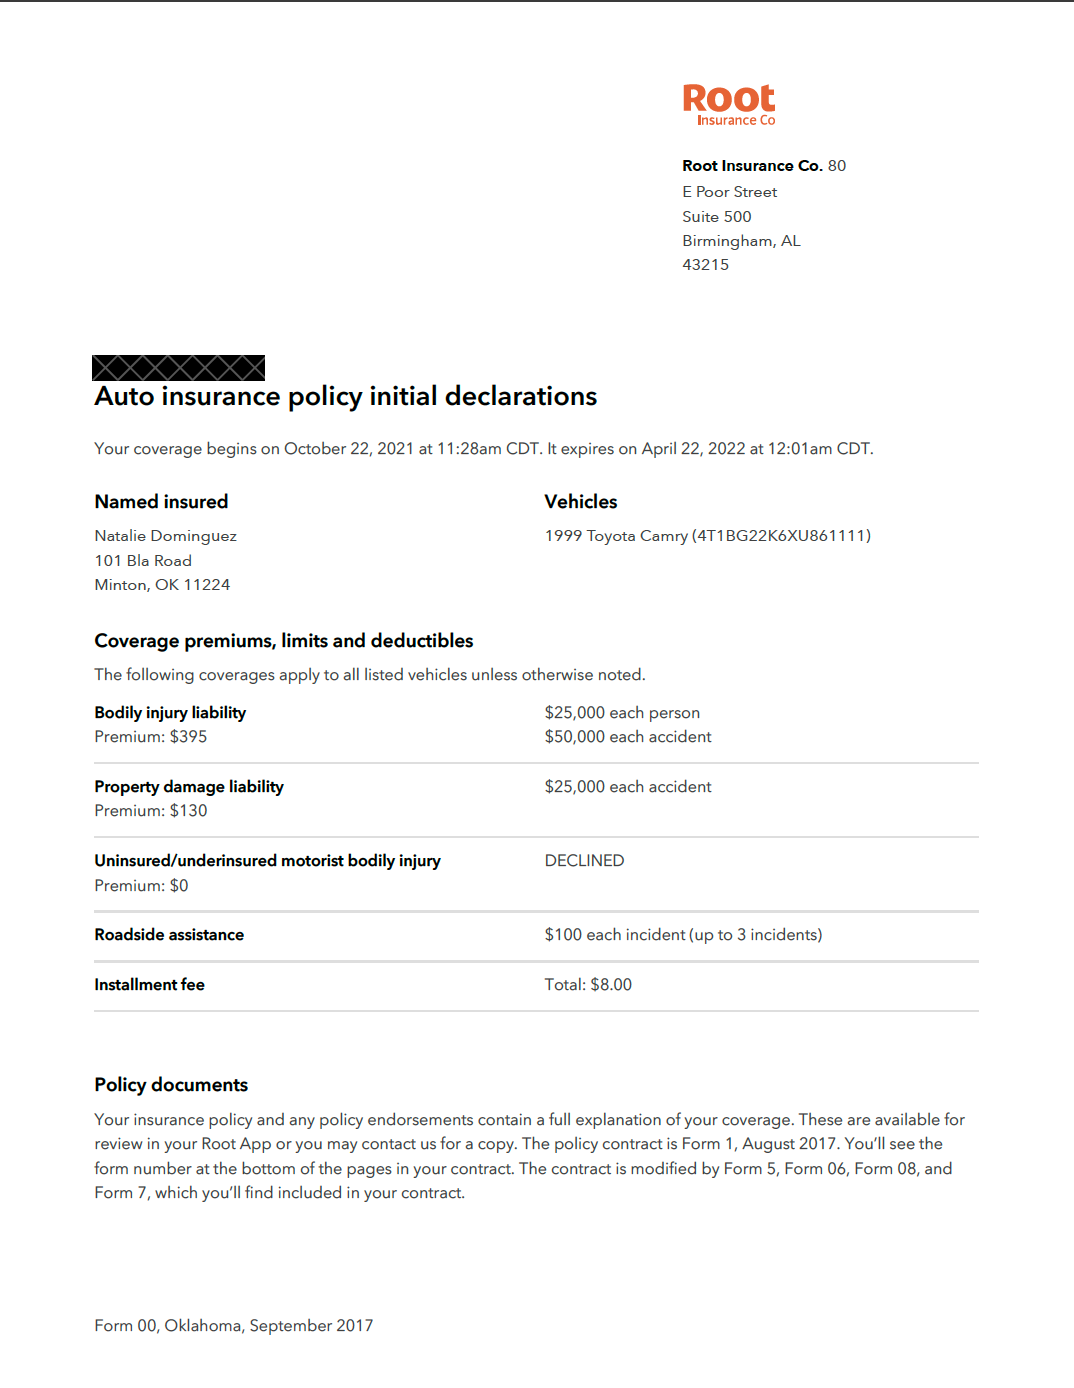 Root
Insurance Co
Root Insurance Co. 80
E Poor Street
Suite 500
Birmingham, AL
43215
Auto insurance policy initial declarations
Your coverage begins on October 22, 2021 at 11:28am CDT. It expires on April 22, 2022 at 12:01am CDT.
Named insured
Natalie Dominguez
101 Bla Road
Minton, OK 11224
Vehicles
1999 Toyota Camry (4T1BG22K6XU861111)
Coverage premiums, limits and deductibles
The following coverages apply to all listed vehicles unless otherwise noted.
Bodily injury liability
Premium: $395
$25,000 each person
$50,000 each accident
Property damage liability
Premium: $130
$25,000 each accident
Uninsured/underinsured motorist bodily injury
Premium: $0
DECLINED
Roadside assistance
$100 each incident (up to 3 incidents)
Installment fee
Total: $8.00
Policy documents
Your insurance policy and any policy endorsements contain a full explanation of your coverage. These are available for
review in your Root App or you may contact us for a copy. The policy contract is Form 1, August 2017. You’ll see the
form number at the bottom of the pages in your contract. The contract is modified by Form 5, Form 06, Form 08, and
Form 7, which you’ll find included in your contract.
Form 00, Oklahoma, September 2017